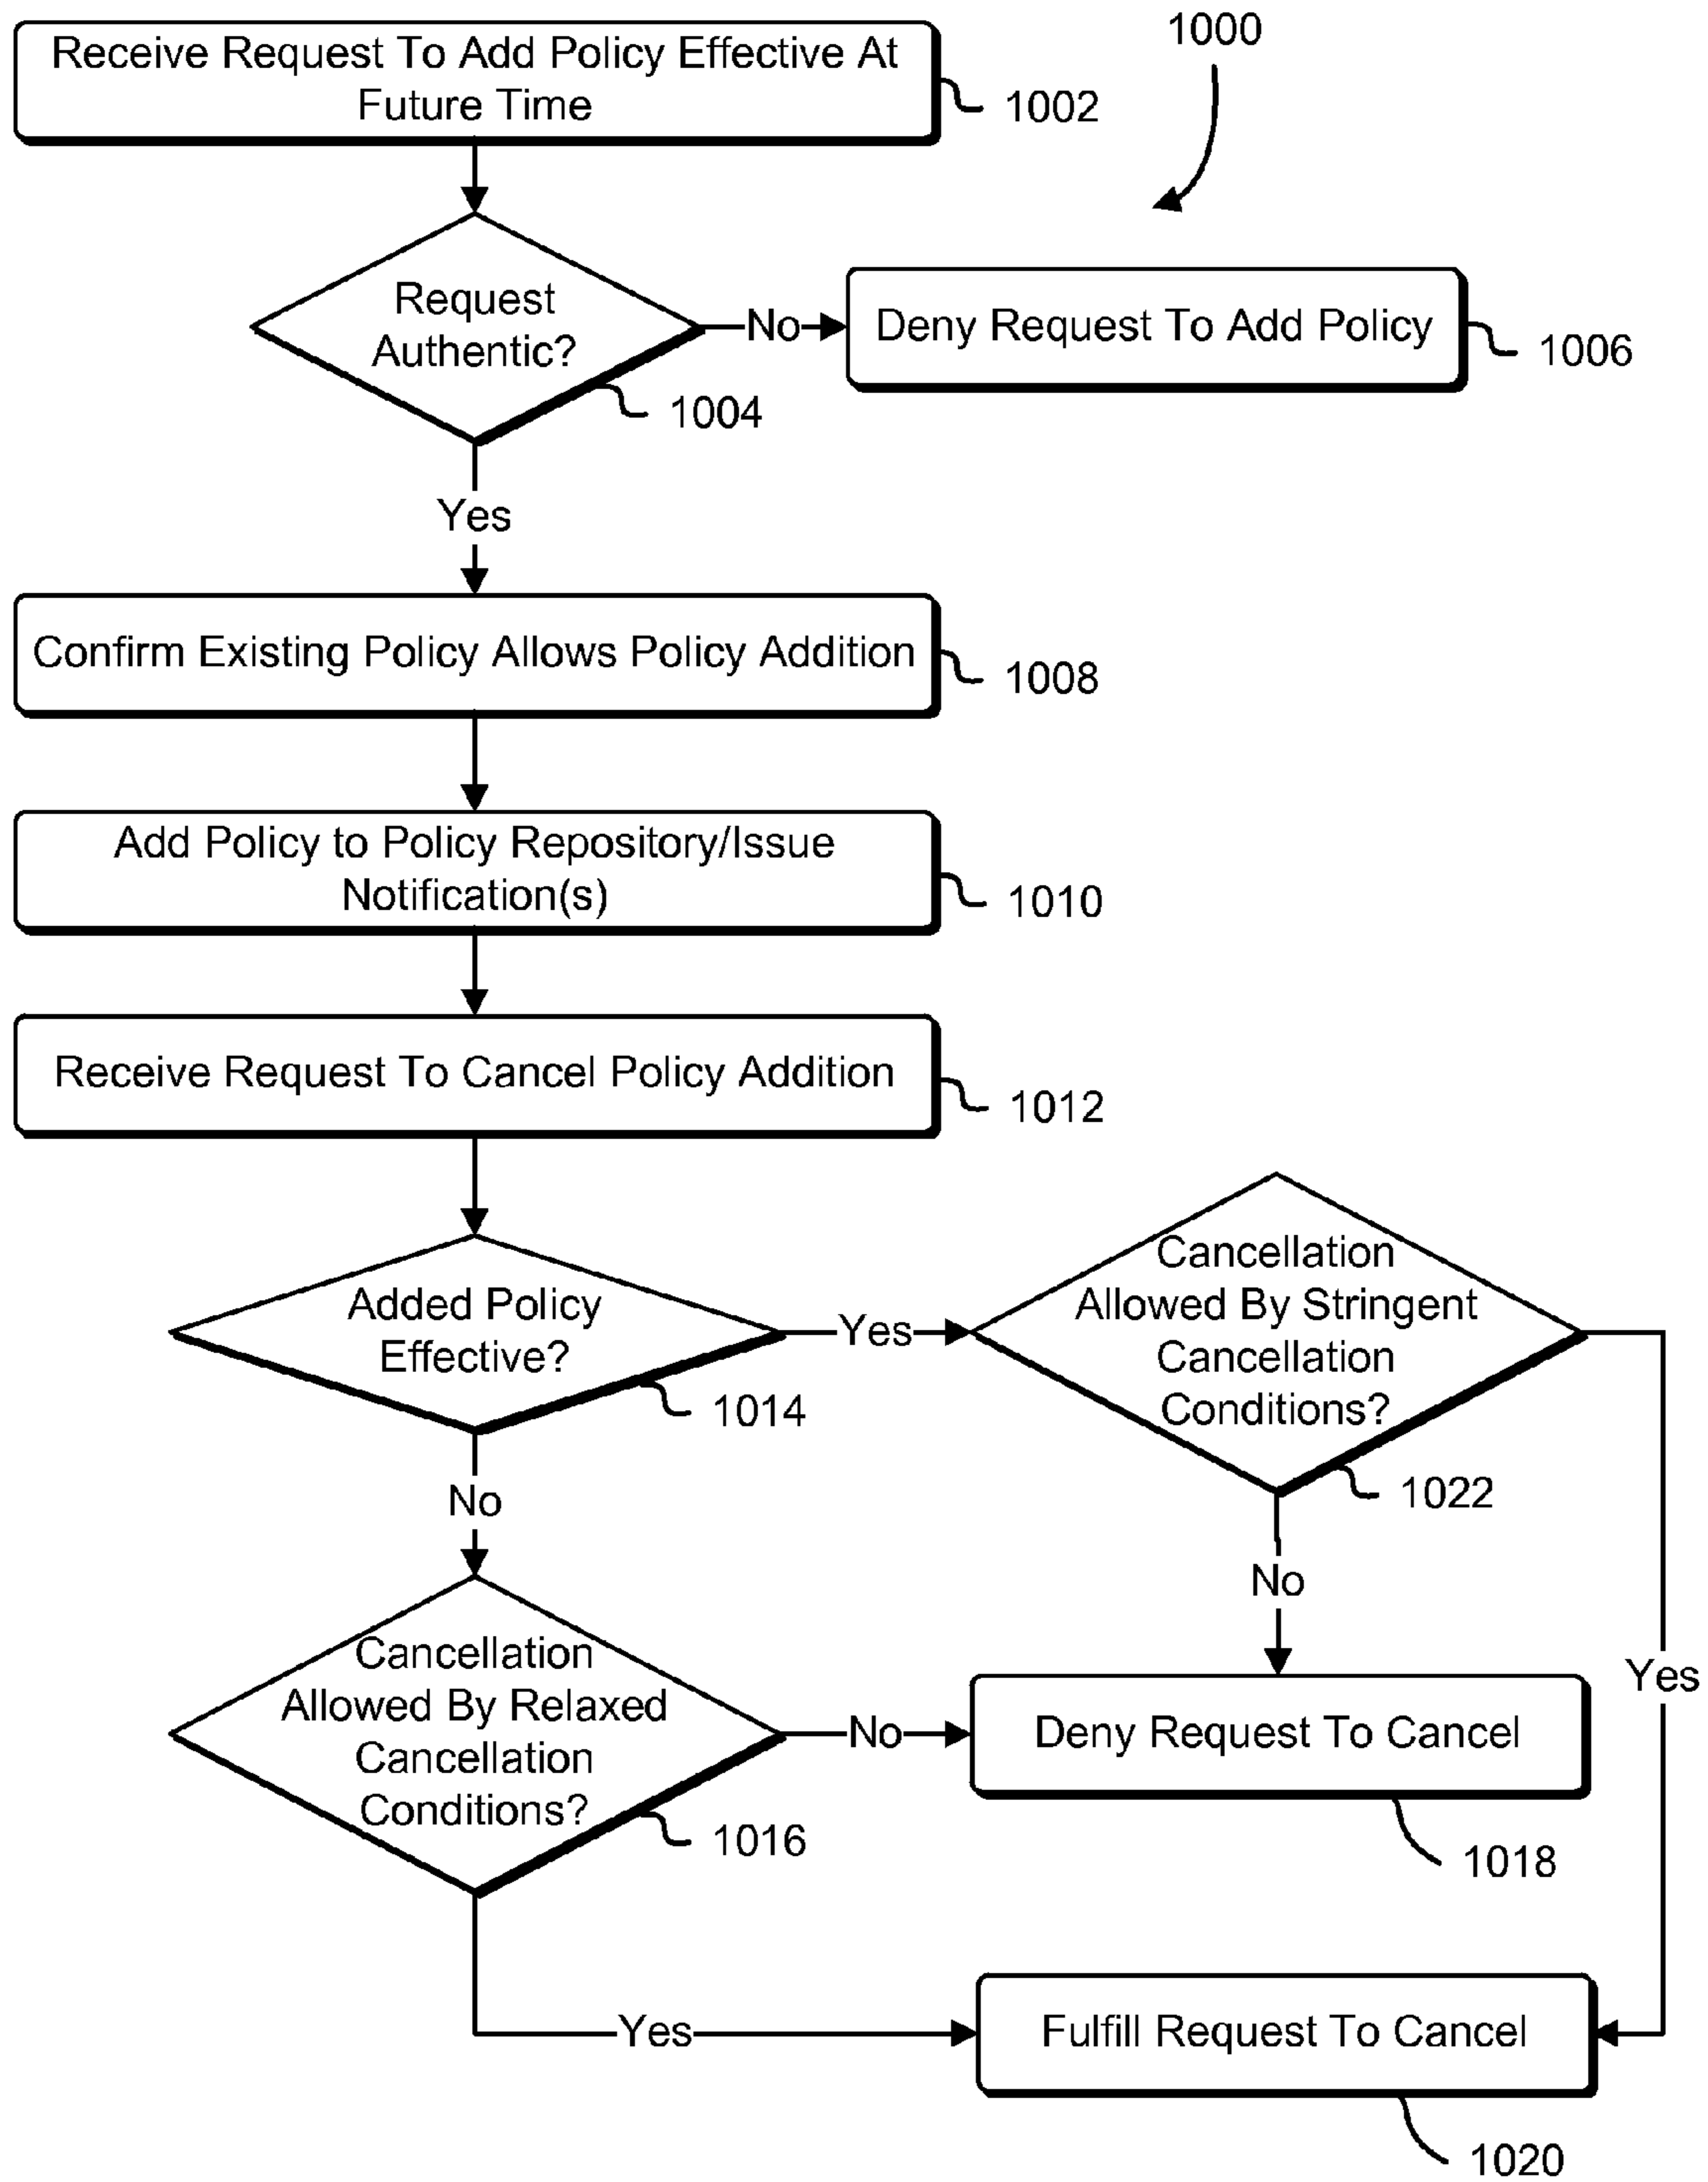 1000
Receive Request To Add Policy Effective At
Future Time
1002
Request
Authentic?
1004
No
Deny Request To Add Policy
1006
Yes
Confirm Existing Policy Allows Policy Addition
1008
Add Policy to Policy Repository/Issue
Notification(s)
1010
Receive Request To Cancel Policy Addition
1012
Added Policy
Effective?
1014
Yes
Cancellation
Allowed By Stringent
Cancellation
Conditions?
1022
No
No
Yes
Cancellation
Allowed By Relaxed
Cancellation
Conditions?
1016
No
Deny Request To Cancel
1018
Yes
Fulfill Request To Cancel
1020